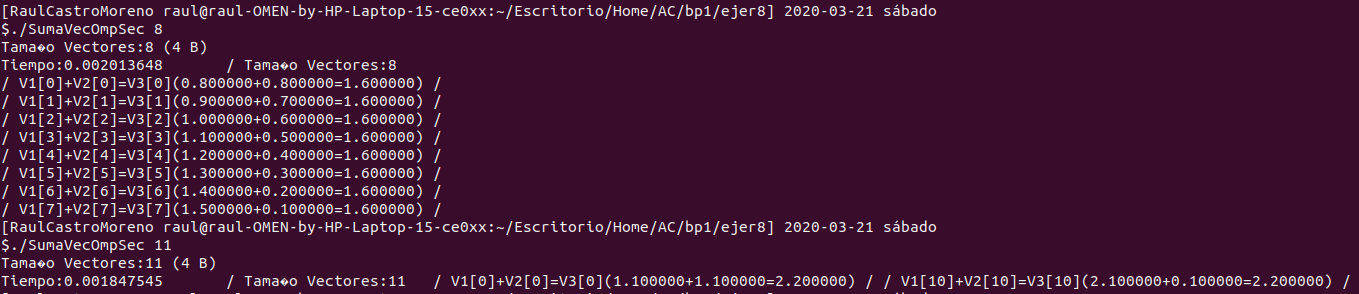 [RaulCastroMoreno raul@raul-OMEN-by-HP-Laptop-15-ce0xx:~/Escritorio/Home/AC/bp1/ejer8] 2020-03-21 sábado
$./SumaVecOmpSec 8
Tama�o Vectores:8 (4 B)
Tiempo:0.002013648       / Tama�o Vectores:8
/ V1[0]+V2[0]=V3[0](0.800000+0.800000=1.600000) /
/ V1[1]+V2[1]=V3[1](0.900000+0.700000=1.600000) /
/ V1[2]+V2[2]=V3[2](1.000000+0.600000=1.600000) /
/ V1[3]+V2[3]=V3[3](1.100000+0.500000=1.600000) /
/ V1[4]+V2[4]=V3[4](1.200000+0.400000=1.600000) /
/ V1[5]+V2[5]=V3[5](1.300000+0.300000=1.600000) /
/ V1[6]+V2[6]=V3[6](1.400000+0.200000=1.600000) /
/ V1[7]+V2[7]=V3[7](1.500000+0.100000=1.600000) /
[RaulCastroMoreno raul@raul-OMEN-by-HP-Laptop-15-ce0xx:~/Escritorio/Home/AC/bp1/ejer8] 2020-03-21 sábado
$./SumaVecOmpSec 11
Tama�o Vectores:11 (4 B)
Tiempo:0.001847545       / Tama�o Vectores:11   / V1[0]+V2[0]=V3[0](1.100000+1.100000=2.200000) / / V1[10]+V2[10]=V3[10](2.100000+0.100000=2.200000) /